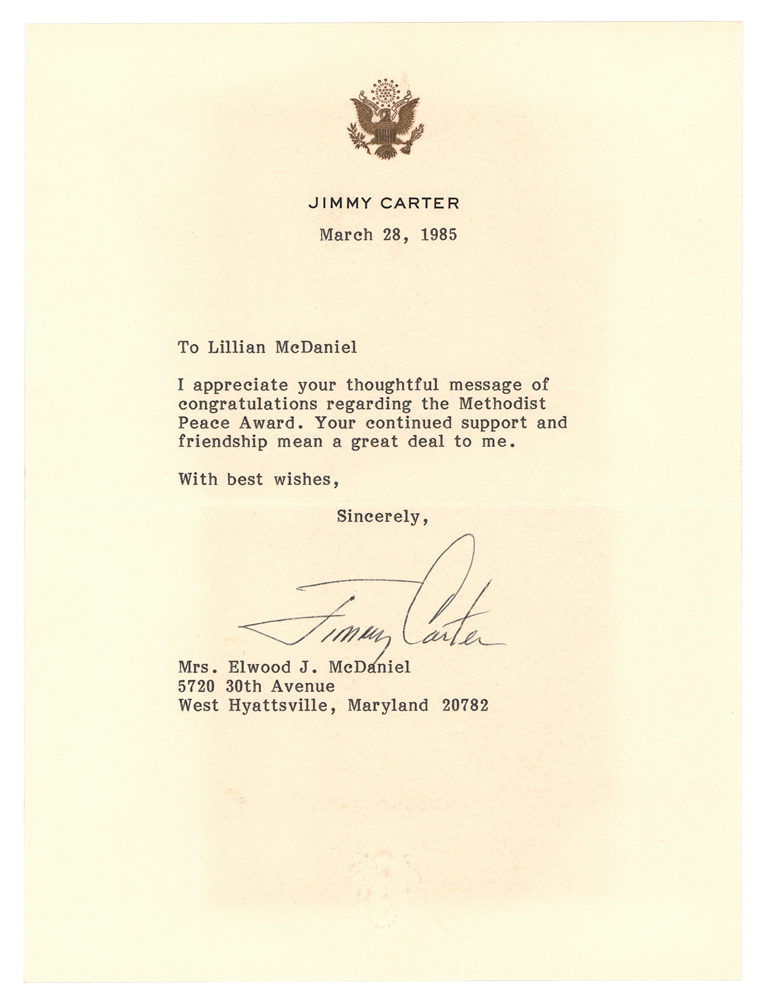 JIMMY CARTER
March 28, 1985
To Lillian McDaniel
I appreciate your thoughtful message of
congratulations regarding the Methodist
Peace Award. Your continued support and
friendship mean a great deal to me.
With best wishes,
Sincerely,
Jimmy Carter
Mrs. Elwood J. McDaniel
5720 30th Avenue
West Hyattsville, Maryland 20782